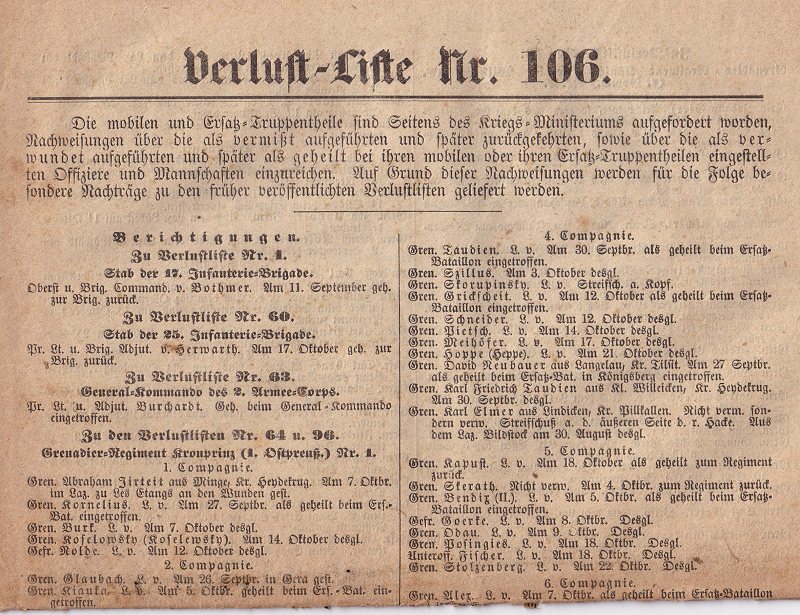 Verlust-Liste Nr. 106.
Die mobilen und Ersatz-Truppentheile sind Seitens des Kriegs-Ministeriums aufgefordert worden,
Nachweisungen über die als vermißt aufgeführten und später zurückgekehrten, sowie über die als ver-
wundet aufgeführten und später als geheilt bei ihren mobilen oder ihren Ersatz-Truppentheilen eingestell-
ten Offiziere und Mannschaften einzureichen. Auf Grund dieser Nachweisungen werden für die Folge be-
sondere Nachträge zu den früher veröffentlichten Verlustlisten geliefert werden.
Berichtigungen.
Zu Verlustliste Nr. 1.
Stab der 17. Infanterie-Brigade.
Oberst u. Brig. Command. v. Bothmer. Am 11. September geh.
zur Brig. zurück.
Zu Verlustliste Nr. 60.
Stab der 25. Infanterie-Brigade.
Pr. Lt. u. Brig. Adjut. v. Herwarth. Am 17. Oktober geh. zur
Brig. zurück.
Zu Verlustliste Nr. 63.
General-Kommando des 2. Armee-Corps.
Pr. Lt. u. Adjut. Burchardt. Geh. beim General-Kommando
eingetroffen.
Zu den Verlustlisten Nr. 64 u. 96.
Grenadier-Regiment Kronprinz (1. Ostpreuß.) Nr. 1.
1. Compagnie.
Gren. Abraham Jirteit aus Minge, Kr. Heydekrug. Am 7. Oktbr.
im Laz. zu Les Etangs an den Wunden gest.
Gren. Kornelius. L. v. Am 27. Septbr. als geheilt beim Ers.-
Bat. eingetroffen.
Gren. Burk. L. v. Am 7. Oktober desgl.
Gren. Koselowsky (Koselewsky). Am 14. Oktober desgl.
Gefr. Nolde. L. v. Am 12. Oktober desgl.
2. Compagnie.
Gren. Glaubach. L. v. Am 26. Septbr. in Gera gest.
Gren. Kianka. L. v. Am 5. Oktbr. geheilt beim Ers.-Bat. ein-
getroffen.
4. Compagnie.
Gren. Taudien. L. v. Am 30. Septbr. als geheilt beim Ersatz-
Bataillon eingetroffen.
Gren. Szillus. Am 3. Oktober desgl.
Gren. Skorupinsky. L. v. Streifsch. a. Kopf.
Gren. Grickscheit. L. v. Am 12 Oktober als geheilt beim Ersatz-
Bataillon eingetroffen.
Gren. Schneider. L. v. Am 12. Oktober desgl.
Gren. Pietsch. L. v. Am 14. Oktober desgl.
Gren. Meihöfer. L. v. Am 17. Oktober desgl.
Gren. Hoppe (Heppe). L. v. Am 21. Oktober desgl.
Gren. David Neubauer aus Langelau, Kr. Tilsit. Am 27 Septbr.
als geheilt beim Ersatz-Bat. in Königsberg eingetroffen.
Gren. Karl Friedrich Taudien aus Kl. Willeticken, Kr. Heydekrug.
Am 30. Septbr. desgl.
Gren. Karl Elmer aus Lindicken, Kr. Pillkallen. Nicht verm. son-
dern verw. Streifschuß a. d. äußeren Seite d. r. Hacke. Aus
dem Laz. Bildstock am 30. August desgl.
5. Compagnie.
Gren. Kapust. L. v. Am 18. Oktober als geheilt zum Regiment
zurück.
Gren. Skerath. Nicht verw. Am 4. Oktbr. zum Regiment zurück.
Gren. Bendix (II.). L. v. Am 5. Oktbr. als geheilt beim Ersatz-
Bataillon eingetroffen.
Gefr. Goerke. L. v. Am 8. Oktbr. Desgl.
Gren. Odau. L. v. Am 9. Oktbr. Desgl.
Gren. Posingies. L. v. Am 18. Oktbr. Desgl.
Unteroff. Fischer. L. v. Am 18. Oktbr. Desgl.
Gren. Stolzenberg. L. v. Am 22. Oktbr. Desgl.
6. Compagnie.
Gren. Alex. L. v. Am 7. Oktbr. als geheilt beim Ersatz-Bataillon